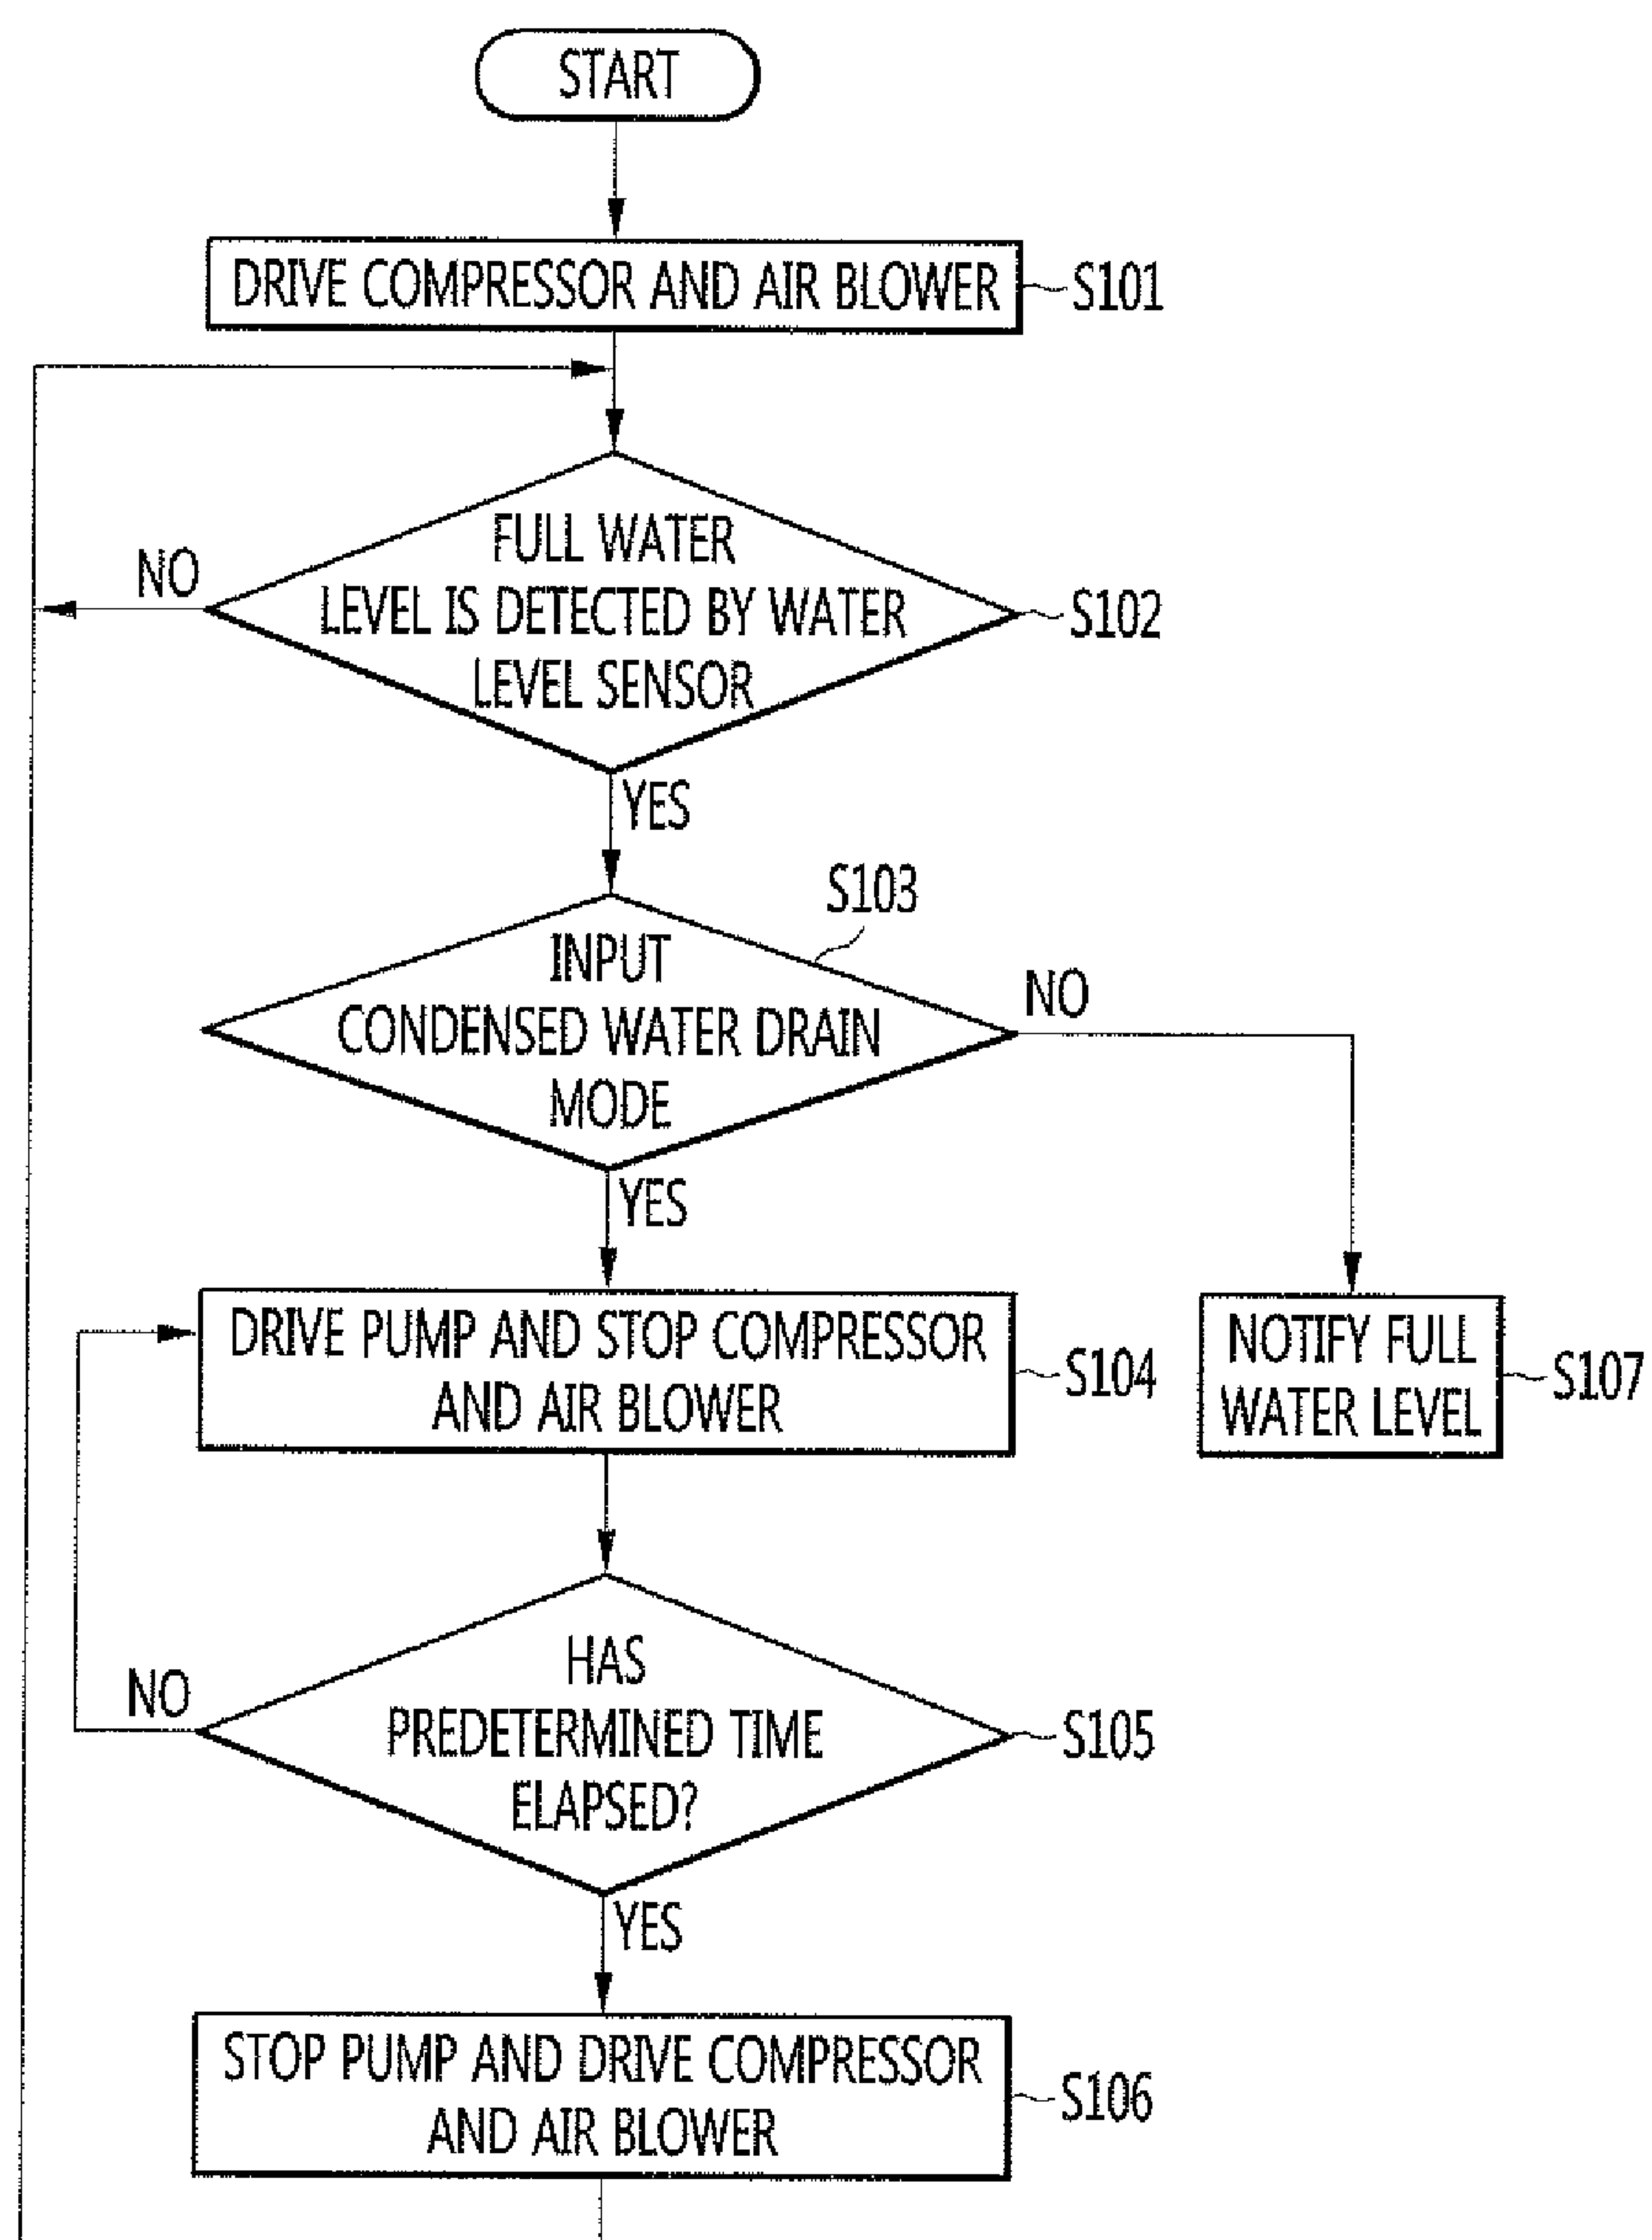 START
DRIVE COMPRESSOR AND AIR BLOWER
S101
FULL WATER
LEVEL IS DETECTED BY WATER
LEVEL SENSOR
NO
S102
YES
S103
INPUT
CONDENSED WATER DRAIN
MODE
NO
YES
DRIVE PUMP AND STOP COMPRESSOR
AND AIR BLOWER
S104
NOTIFY FULL
WATER LEVEL
S107
HAS
PREDETERMINED TIME
ELAPSED?
NO
S105
YES
STOP PUMP AND DRIVE COMPRESSOR
AND AIR BLOWER
S106